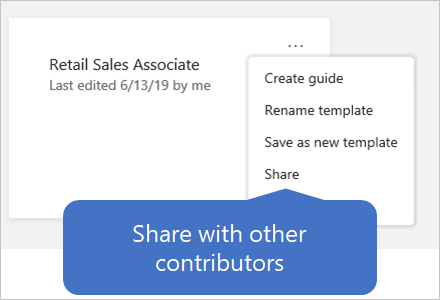 ...
Retail Sales Associate
Last edited 6/13/19 by me
Create guide
Rename template
Save as new template
Share
Share with other
contributors